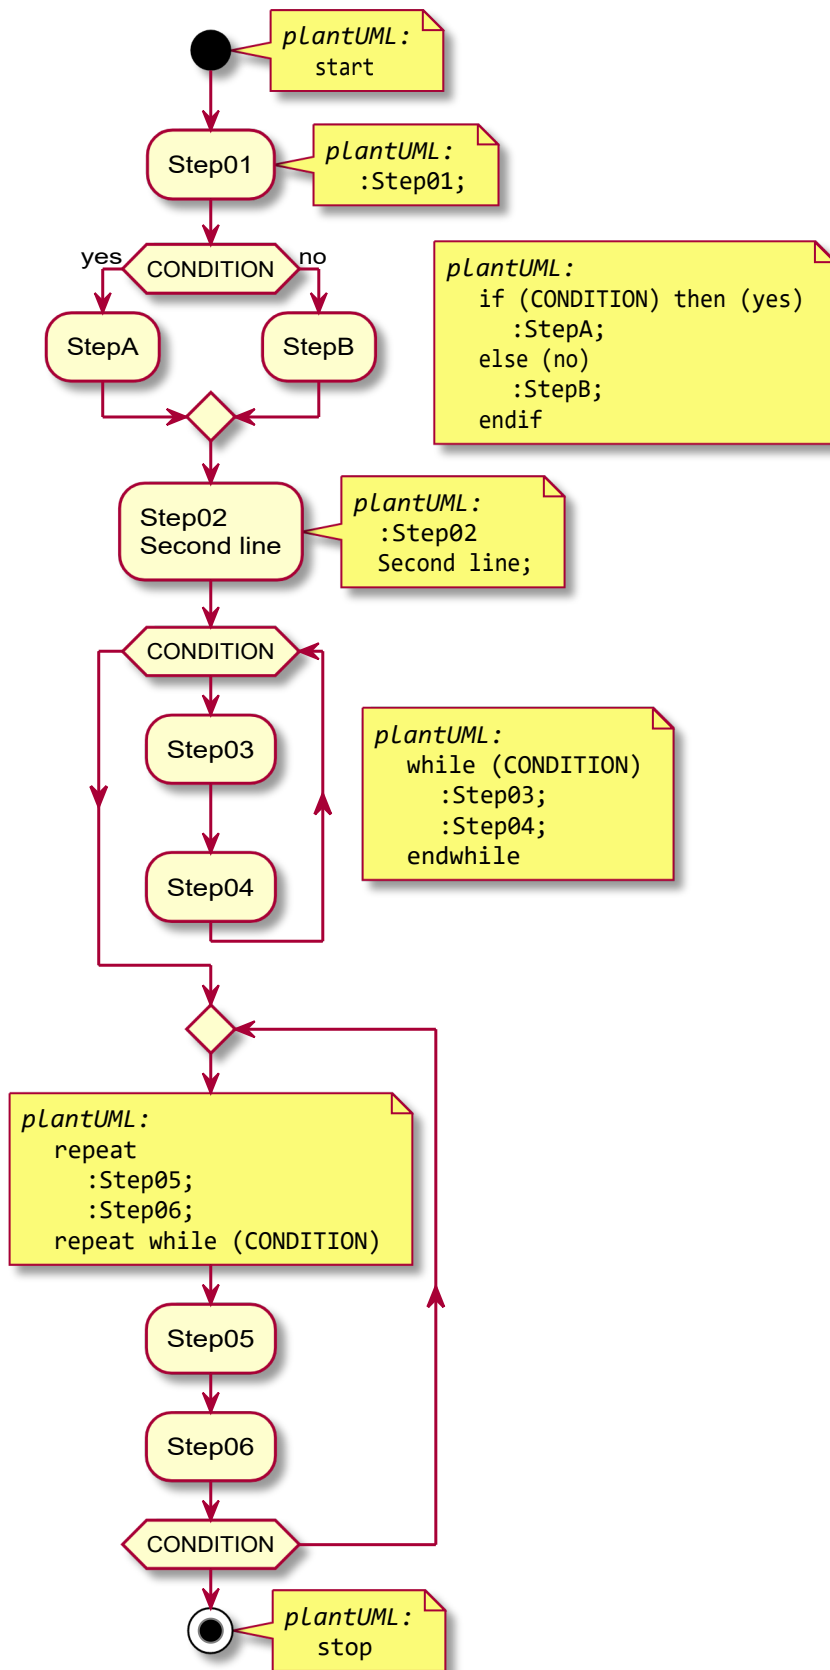 plantUML:
start
Step01
plantUML:
:Step01;
yes
CONDITION
no
StepA
StepB
plantUML:
if (CONDITION) then (yes)
:StepA;
else (no)
:StepB;
endif
Step02
Second line
plantUML:
:Step02
Second line;
CONDITION
Step03
Step04
plantUML:
while (CONDITION)
:Step03;
:Step04;
endwhile
plantUML:
repeat
:Step05;
:Step06;
repeat while (CONDITION)
Step05
Step06
CONDITION
plantUML:
stop